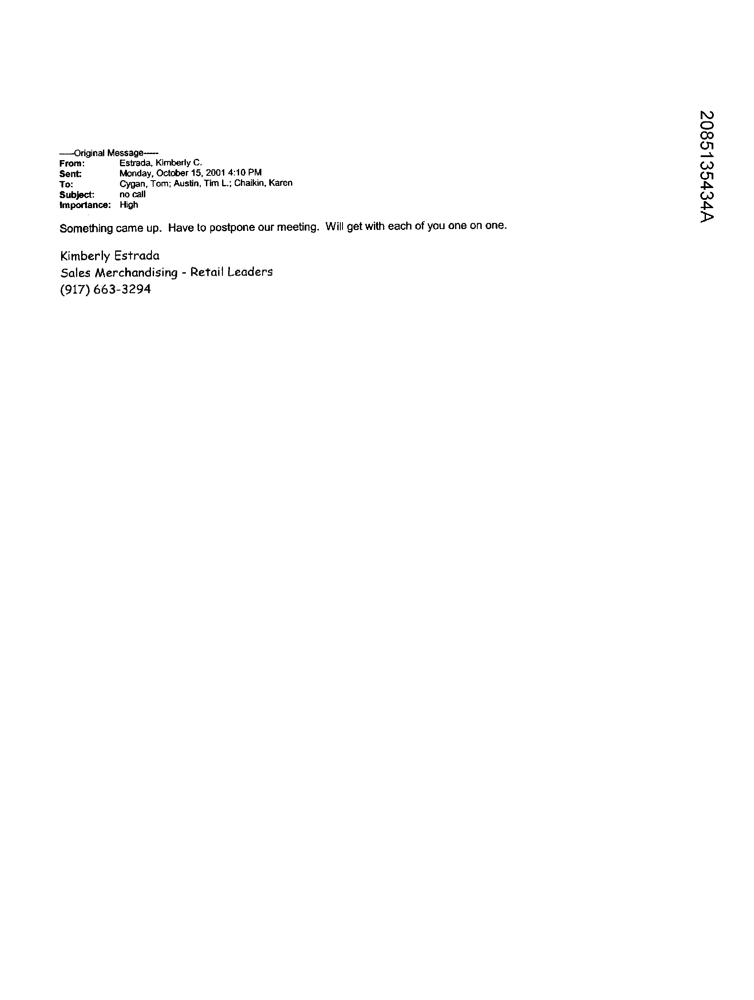 -----Original Message-----
From: Estrada, Kimberly C.
Sent: Monday, October 15, 2001 4:10 PM
To: Cygan, Tom; Austin, Tim L.; Chaikin, Karen
Subject: no call
Importance: High
Something came up.  Have to postpone our meeting.  Will get with each of you one on one.
Kimberly Estrada
Sales Merchandising - Retail Leaders
(917) 663-3294
2085135434A